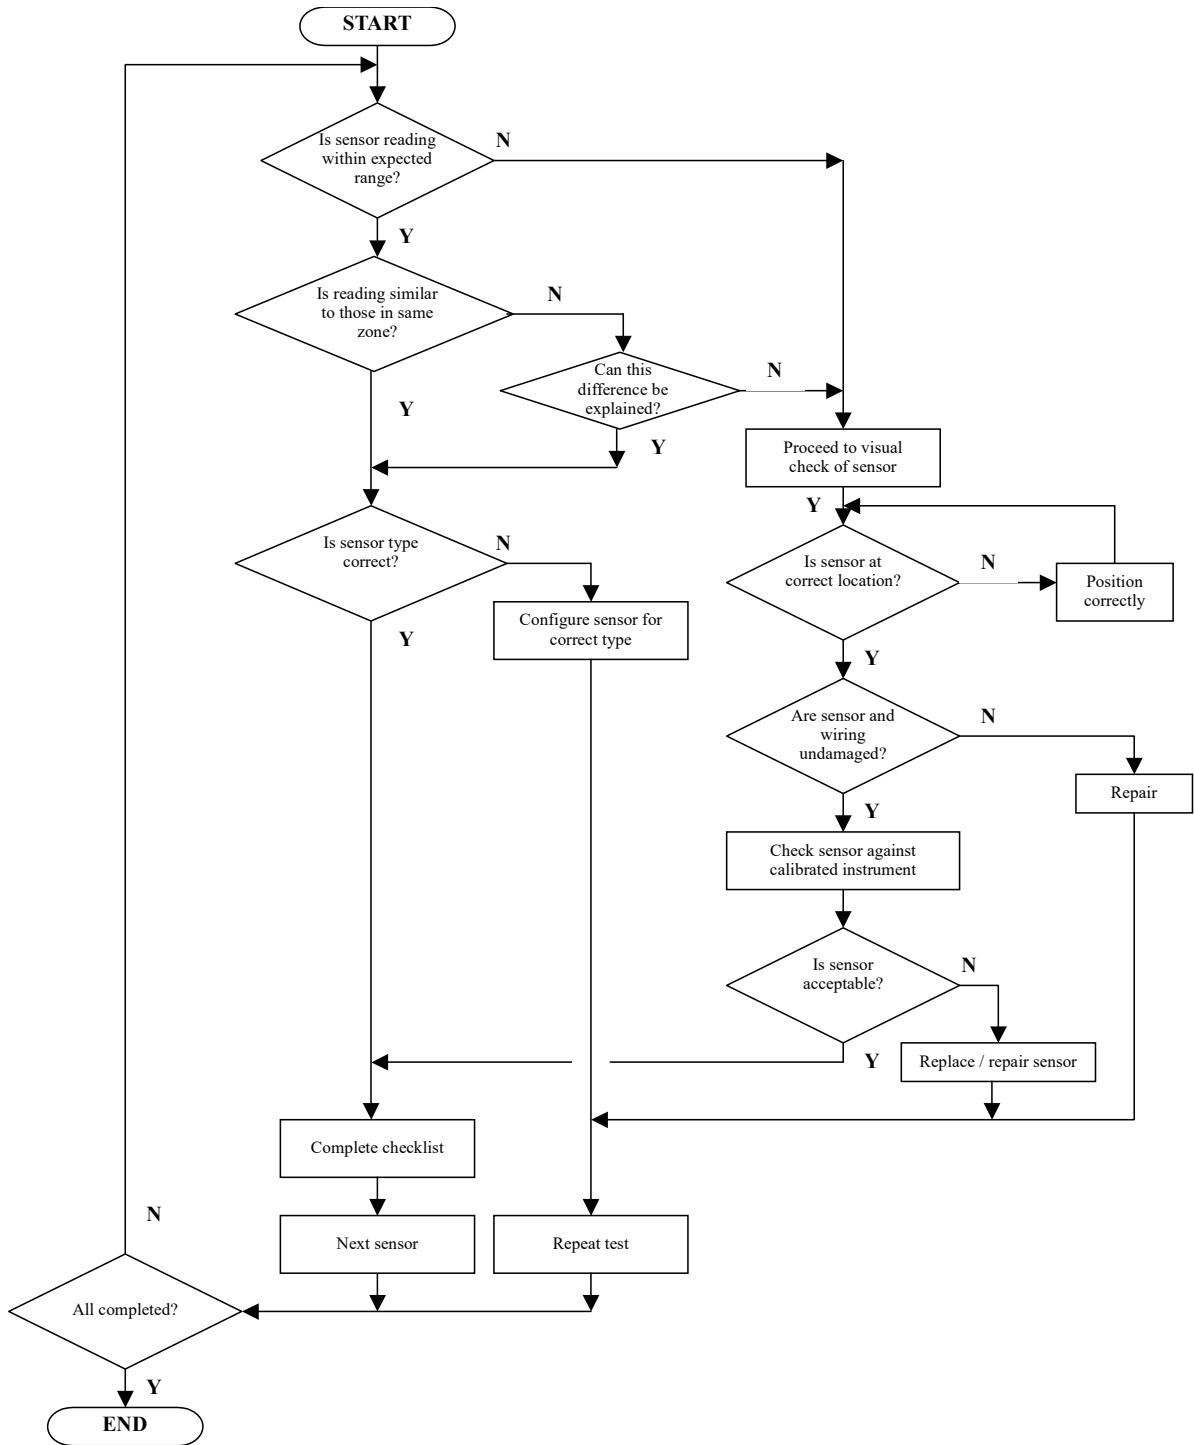 START
Is sensor reading
within expected
range?
N
Y
Is reading similar
to those in same
zone?
N
Can this
difference be
explained?
N
Y
Y
Proceed to visual
check of sensor
Y
Is sensor type
correct?
N
Is sensor at
correct location?
N
Position
correctly
Configure sensor for
correct type
Y
Y
Are sensor and
wiring
undamaged?
N
Repair
Y
Check sensor against
calibrated instrument
Is sensor
acceptable?
N
Y
Replace / repair sensor
Complete checklist
N
Next sensor
Repeat test
All completed?
Y
END